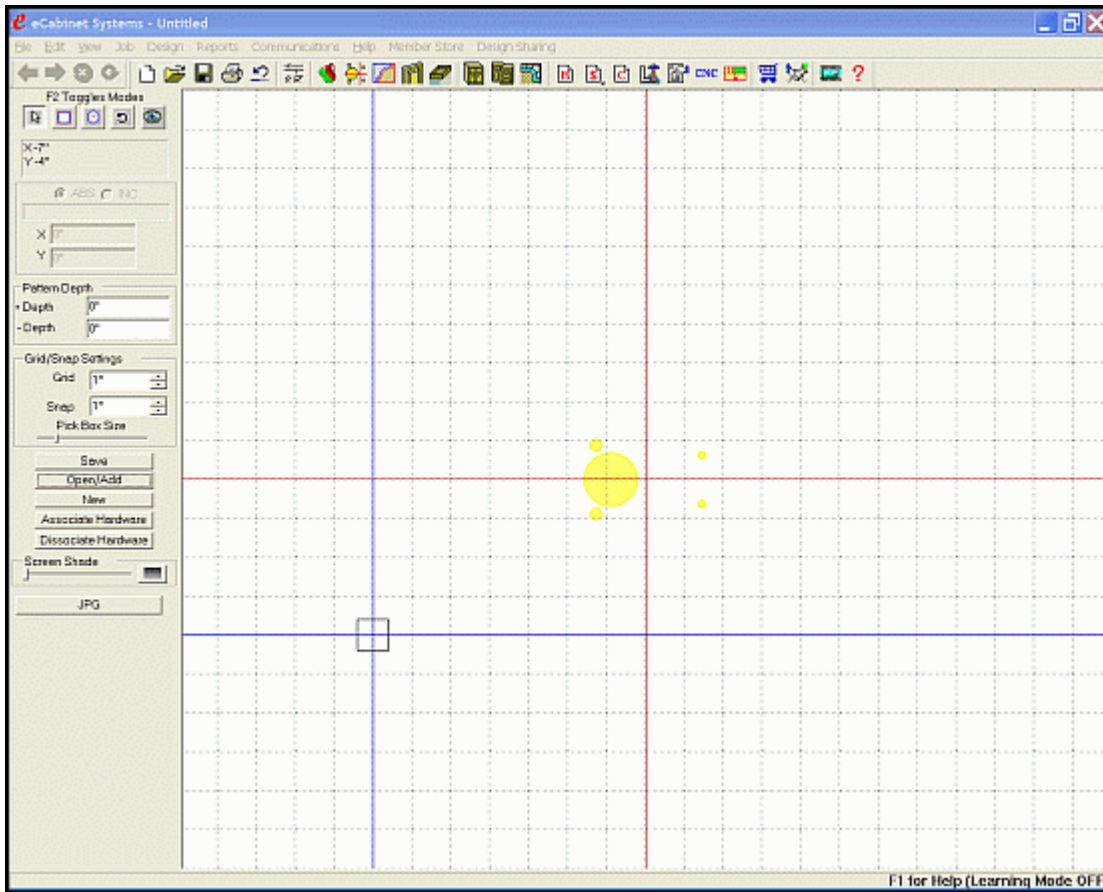 eCabinet Systems - Untitled
File Edit View Job Design Reports Communications Help Member Store Design Sharing
CNC
F2 Toggles Modes
X-7"
Y-4"
ABS INC
X 0"
Y 0"
Pattern Depth
+ Depth 0"
- Depth 0"
Grid/Snap Settings
Grid 1"
Snap 1"
Pick Box Size
Save
Open/Add
New
Associate Hardware
Dissociate Hardware
Screen Shade
JPG
F1 for Help (Learning Mode OFF